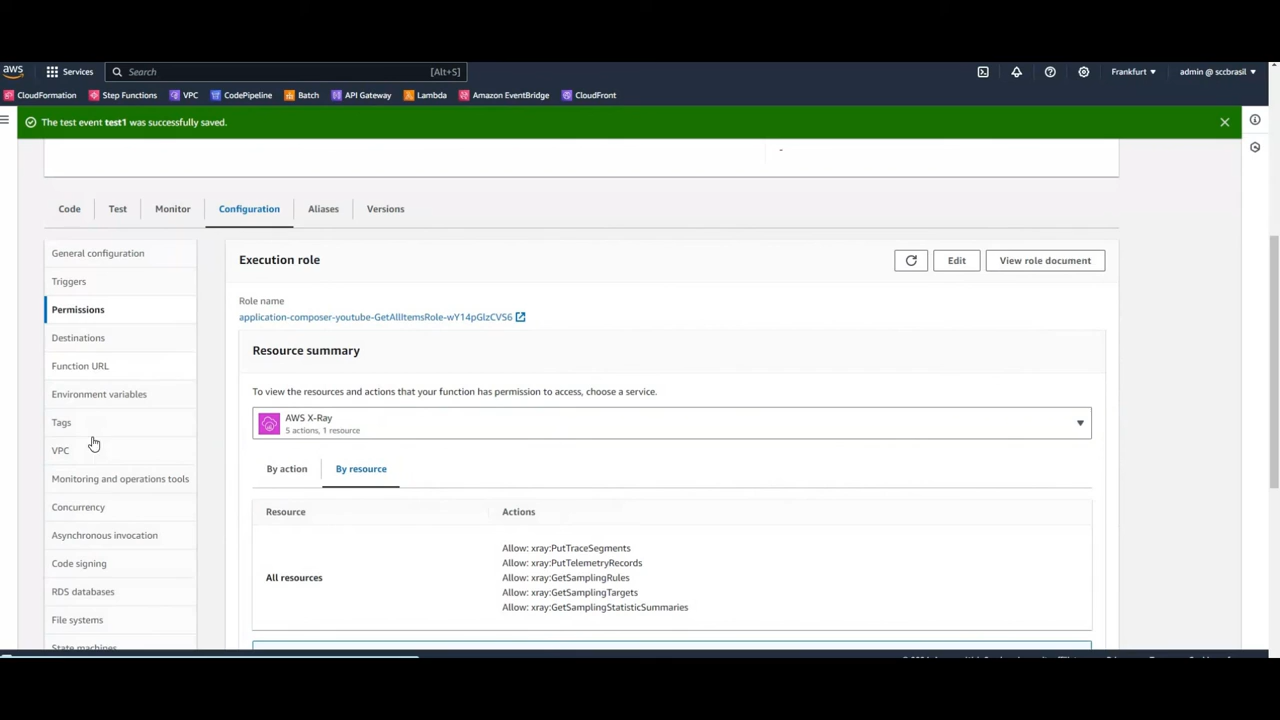 aws Services Search [Alt+S] Frankfurt admin @ sccbrasil
CloudFormation Step Functions VPC CodePipeline Batch API Gateway Lambda Amazon EventBridge CloudFront
The test event test1 was successfully saved.
-
Code Test Monitor Configuration Aliases Versions
General configuration
Triggers
Permissions
Destinations
Function URL
Environment variables
Tags
VPC
Monitoring and operations tools
Concurrency
Asynchronous invocation
Code signing
RDS databases
File systems
State machines
Execution role
Edit View role document
Role name
application-composer-youtube-GetAllItemsRole-wY14pGlzCVS6
Resource summary
To view the resources and actions that your function has permission to access, choose a service.
AWS X-Ray
5 actions, 1 resource
By action By resource
Resource Actions
All resources
Allow: xray:PutTraceSegments
Allow: xray:PutTelemetryRecords
Allow: xray:GetSamplingRules
Allow: xray:GetSamplingTargets
Allow: xray:GetSamplingStatisticSummaries